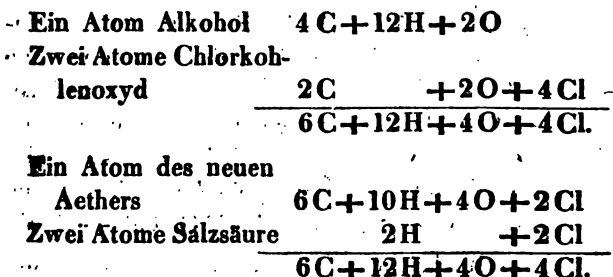 Ein Atom Alkohol 4C+12H+2O
Zwei Atome Chlorkoh-
lenoxyd 2C +2O+4Cl
6C+12H+4O+4Cl.
Ein Atom des neuen
Aethers 6C+10H+4O+2Cl
Zwei Atome Salzsäure 2H +2Cl
6C+12H+4O+4Cl.